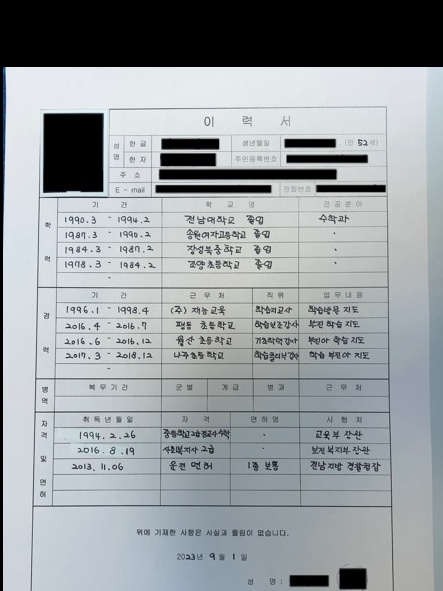 이 력 서
성명 한글 생년월일 (만 52세)
한자 주민등록번호
주 소
E - mail 전화번호
학력 기 간 학 교 명 전 공 분 야
1990.3 ~ 1994.2 전남대학교 졸업 수학과
1987.3 ~ 1990.2 송원여자고등학교 졸업 .
1984.3 ~ 1987.2 장성북중학교 졸업 .
1978.3 ~ 1984.2 초등학교 졸업 .
~
경력 기 간 근 무 처 직 위 업 무 내 용
1996.1 ~ 1998.4 (주) 재능교육 학습지교사 학습방문 지도
2016.4 ~ 2016.7 평동 초등학교 학습보조강사 부진 학습 지도
2016.6 ~ 2016.12 월산 초등학교 기초학력강사 부진아 학습 지도
2017.3 ~ 2018.12 나주초등학교 학습클리닉강사 학습 부진아 지도
병역 복 무 기 간 군 별 계 급 병 과 근 무 처
자격 및 면허 취 득 년 월 일 자 격 면 허 명 시 험 처
1994. 2. 26 중등학교2급정교사수학 . 교육부 장관
2016. 8. 19 사회복지사 2급 . 보건복지부 장관
2013. 11. 06 운전 면허 1종 보통 전남지방 경찰청장
위에 기재한 사항은 사실과 틀림이 없습니다.
2023년 9월 1일
성 명 :